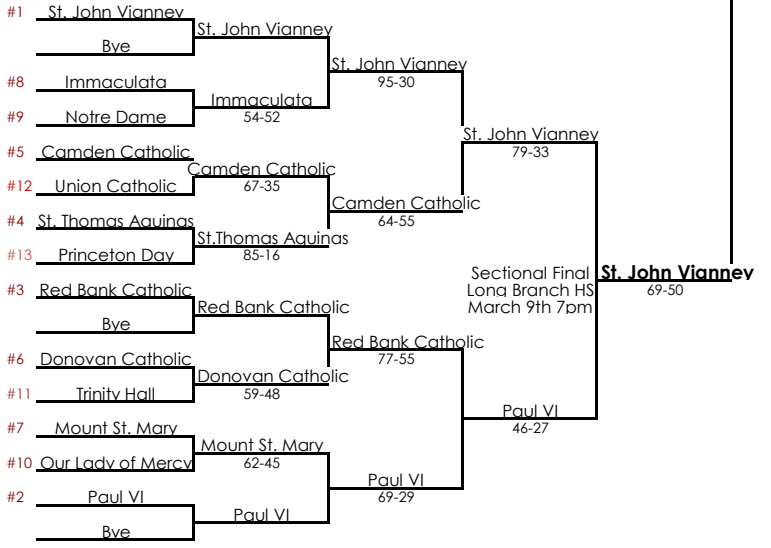 #1 St. John Vianney
St. John Vianney
Bye
St. John Vianney
95-30
#8 Immaculata
Immaculata
54-52
#9 Notre Dame
St. John Vianney
79-33
#5 Camden Catholic
Camden Catholic
67-35
#12 Union Catholic
Camden Catholic
64-55
#4 St. Thomas Aquinas
St.Thomas Aquinas
85-16
#13 Princeton Day
Sectional Final
Long Branch HS
March 9th 7pm
St. John Vianney
69-50
#3 Red Bank Catholic
Red Bank Catholic
Bye
Red Bank Catholic
77-55
#6 Donovan Catholic
Donovan Catholic
59-48
#11 Trinity Hall
Paul VI
46-27
#7 Mount St. Mary
Mount St. Mary
62-45
#10 Our Lady of Mercy
Paul VI
69-29
#2 Paul VI
Paul VI
Bye